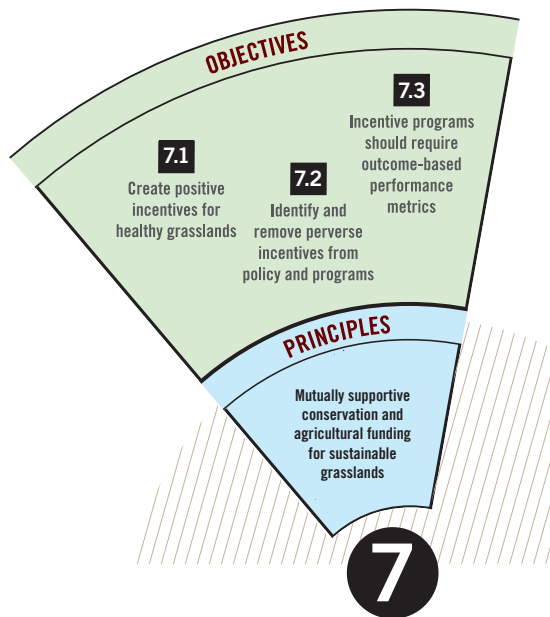 OBJECTIVES
7.1
Create positive
incentives for
healthy grasslands
7.2
Identify and
remove perverse
incentives from
policy and programs
7.3
Incentive programs
should require
outcome-based
performance
metrics
PRINCIPLES
Mutually supportive
conservation and
agricultural funding
for sustainable
grasslands
7